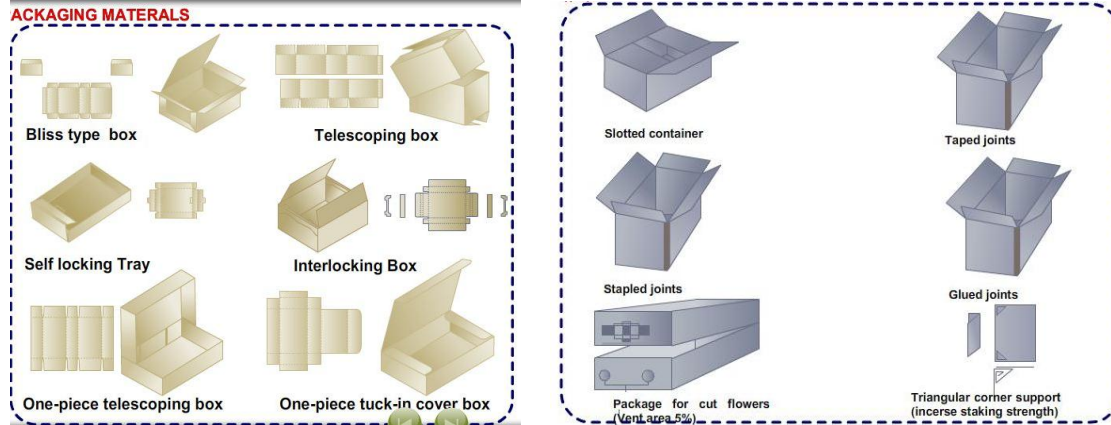 ACKAGING MATERALS
Bliss type box
Telescoping box
Self locking Tray
Interlocking Box
One-piece telescoping box
One-piece tuck-in cover box
Slotted container
Taped joints
Stapled joints
Glued joints
Package for cut flowers
(Vent area 5%)
Triangular corner support
(incerse staking strength)